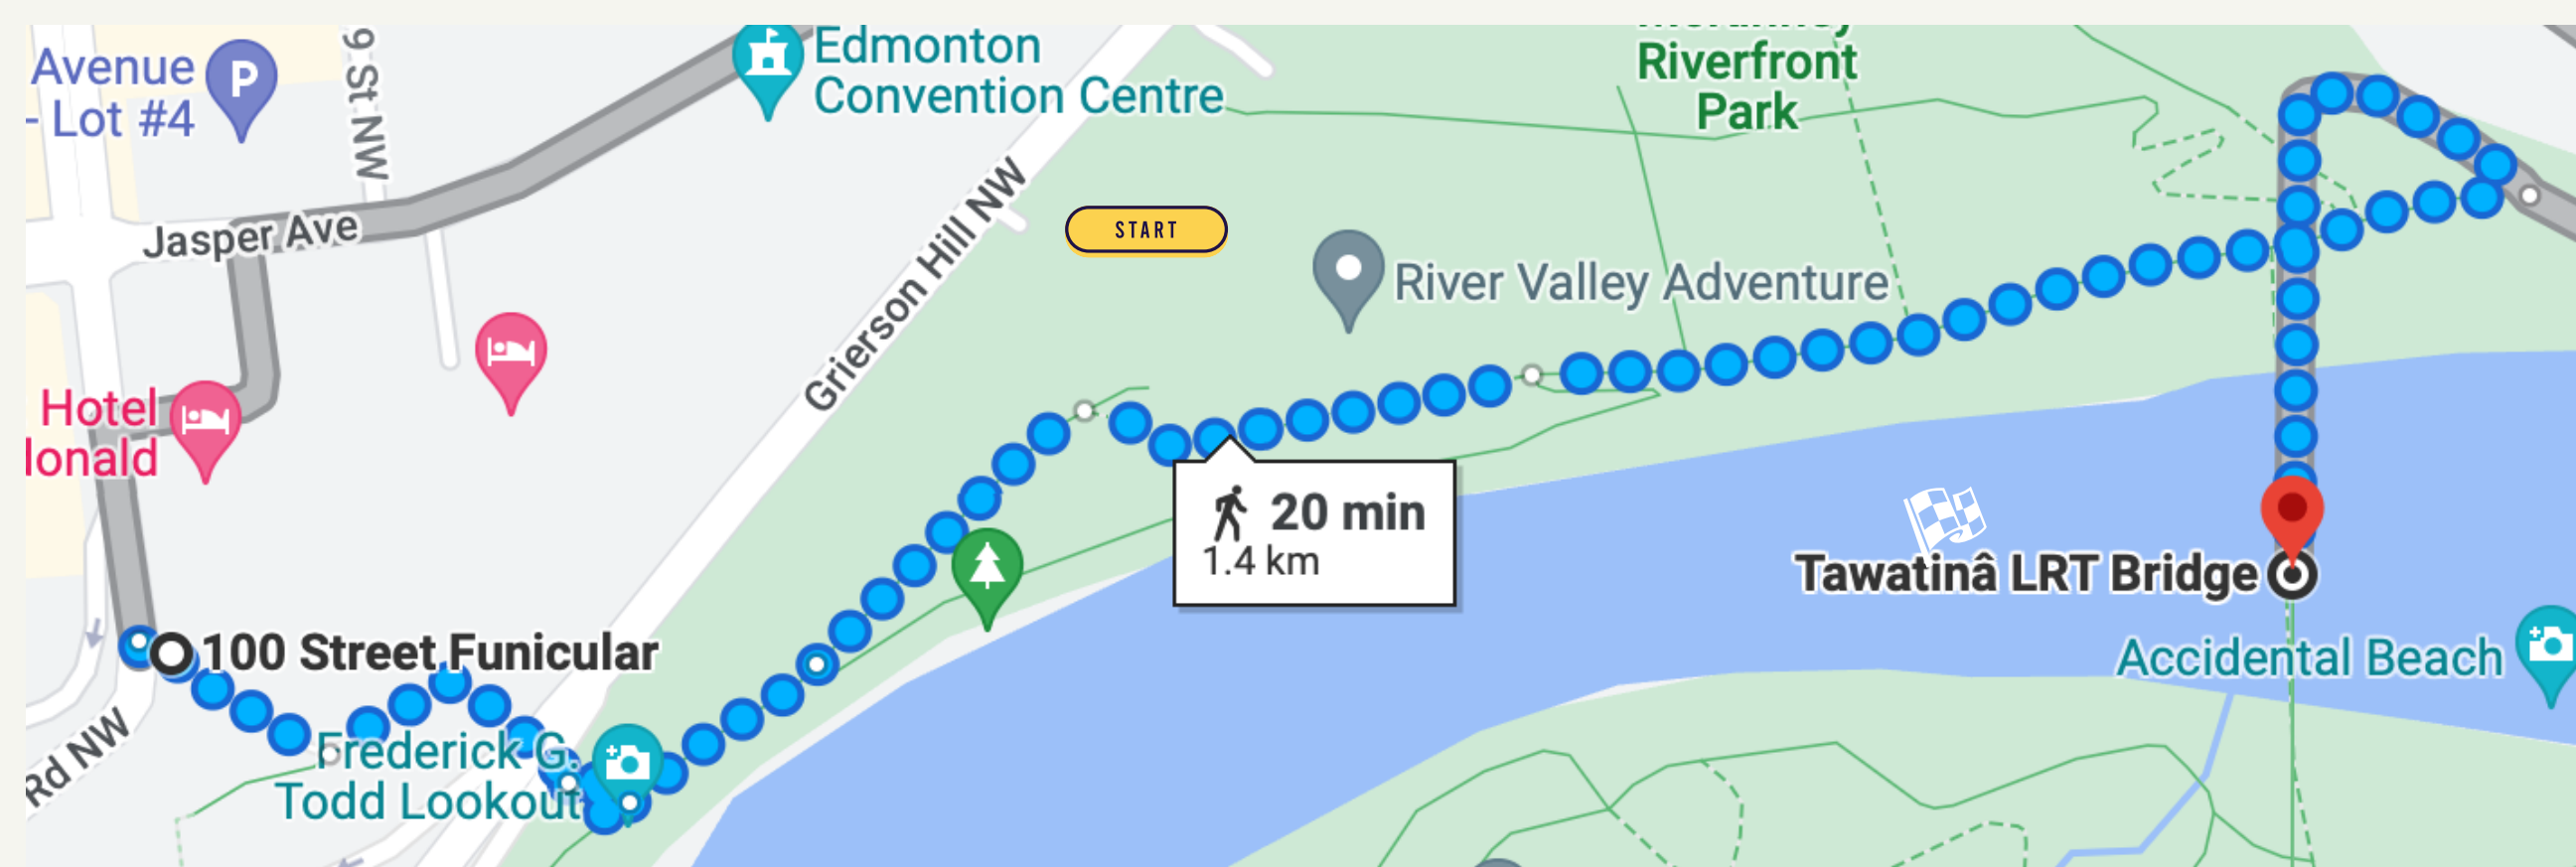 Avenue
- Lot #4
P
9 St NW
Edmonton
Convention Centre
Riverfront
Park
Jasper Ave
Grierson Hill NW
START
River Valley Adventure
Hotel
20 min
1.4 km
Tawatinâ LRT Bridge
100 Street Funicular
Accidental Beach
Rd NW
Frederick G.
Todd Lookout